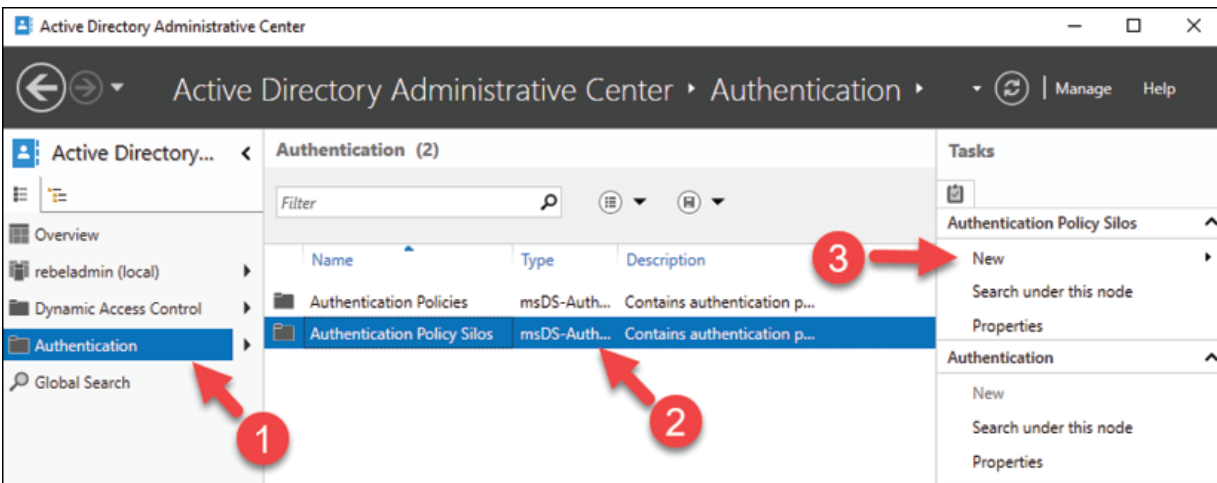 Active Directory Administrative Center
Active Directory Administrative Center ‣ Authentication ‣
Manage Help
Active Directory...
Overview
rebeladmin (local)
Dynamic Access Control
Authentication
Global Search
1
Authentication (2)
Filter
Name Type Description
Authentication Policies msDS-Auth... Contains authentication p...
Authentication Policy Silos msDS-Auth... Contains authentication p...
2
3
Tasks
Authentication Policy Silos
New
Search under this node
Properties
Authentication
New
Search under this node
Properties